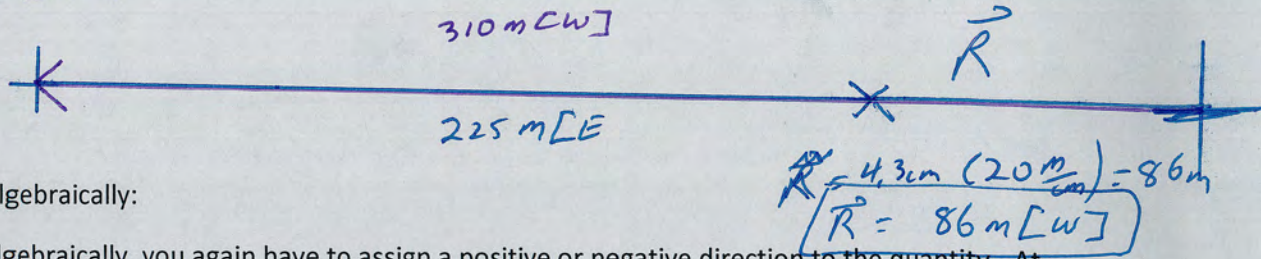 310 m [W]
R
225 m [E
R = 4.3cm (20 m/cm) = 86m
lgebraically:
R = 86 m [W]
lgebraically, you again have to assign a positive or negative direction to the quantity. At